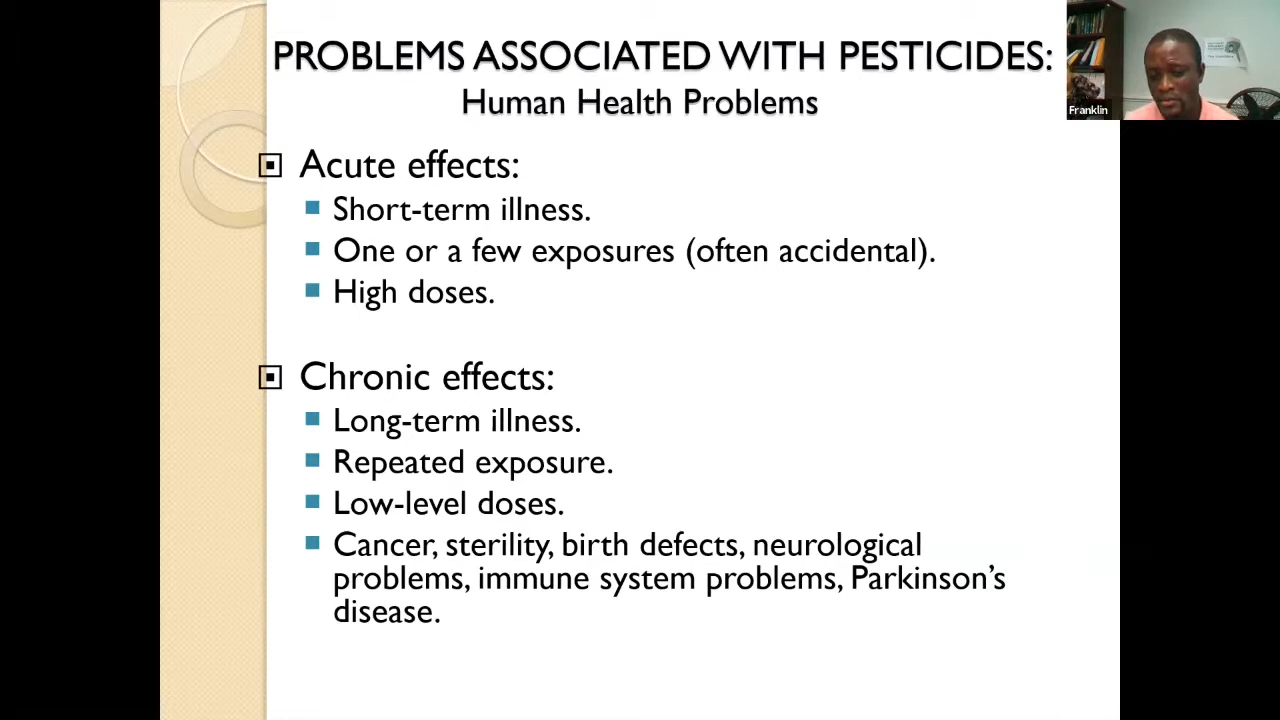 PROBLEMS ASSOCIATED WITH PESTICIDES:
Human Health Problems
Acute effects:
Short-term illness.
One or a few exposures (often accidental).
High doses.
Chronic effects:
Long-term illness.
Repeated exposure.
Low-level doses.
Cancer, sterility, birth defects, neurological
problems, immune system problems, Parkinson’s
disease.
Franklin